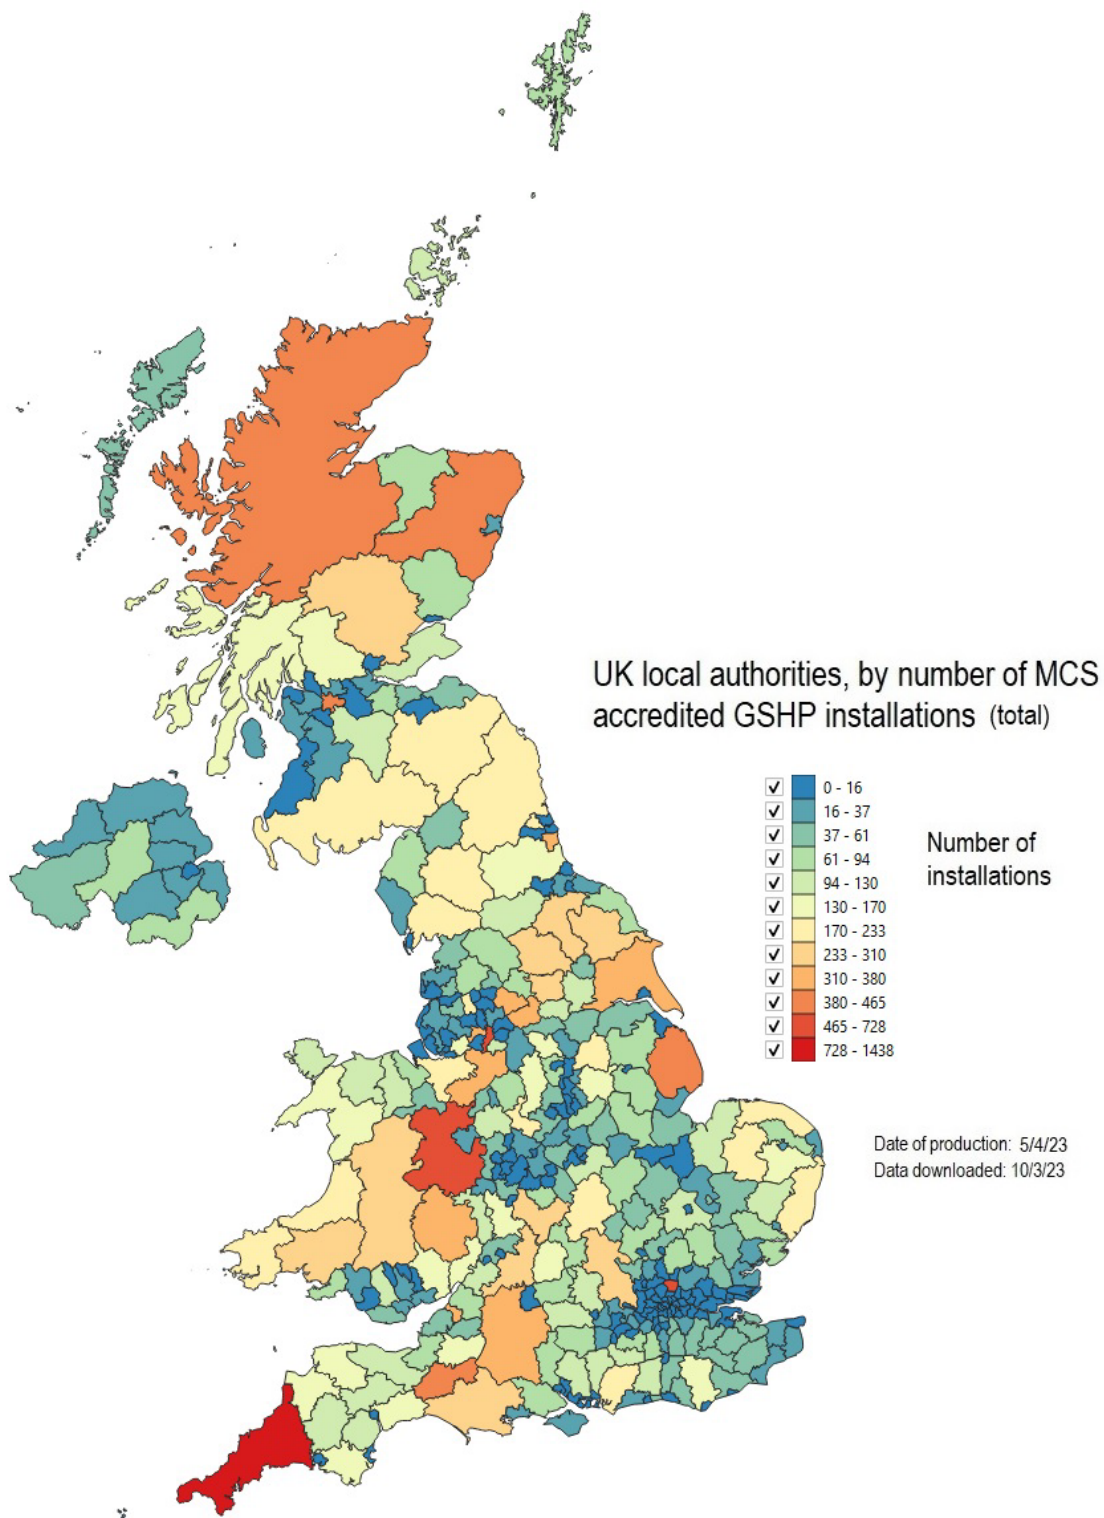 UK local authorities, by number of MCS
accredited GSHP installations (total)
0 - 16
16 - 37
37 - 61
61 - 94
94 - 130
130 - 170
170 - 233
233 - 310
310 - 380
380 - 465
465 - 728
728 - 1438
Number of
installations
Date of production: 5/4/23
Data downloaded: 10/3/23